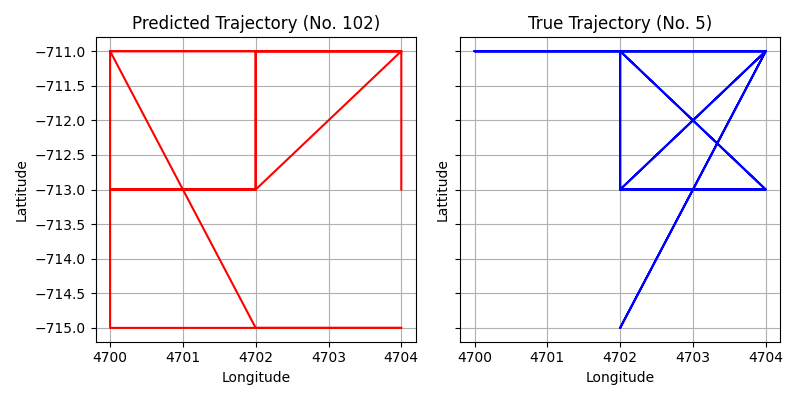 Predicted Trajectory (No. 102)
True Trajectory (No. 5)
Lattitude
−711.0
−711.5
−712.0
−712.5
−713.0
−713.5
−714.0
−714.5
−715.0
4700 4701 4702 4703 4704
Longitude
Lattitude
4700 4701 4702 4703 4704
Longitude